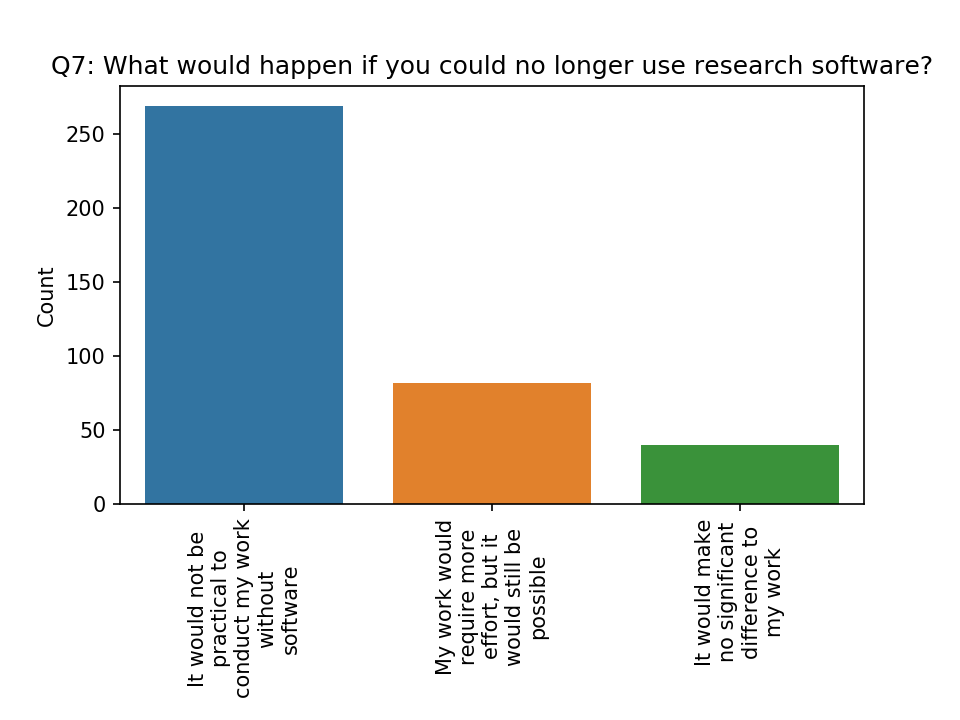 Q7: What would happen if you could no longer use research software?
Count
250
200
150
100
50
0
It would not be
practical to
conduct my work
without
software
My work would
require more
effort, but it
would still be
possible
It would make
no significant
difference to
my work